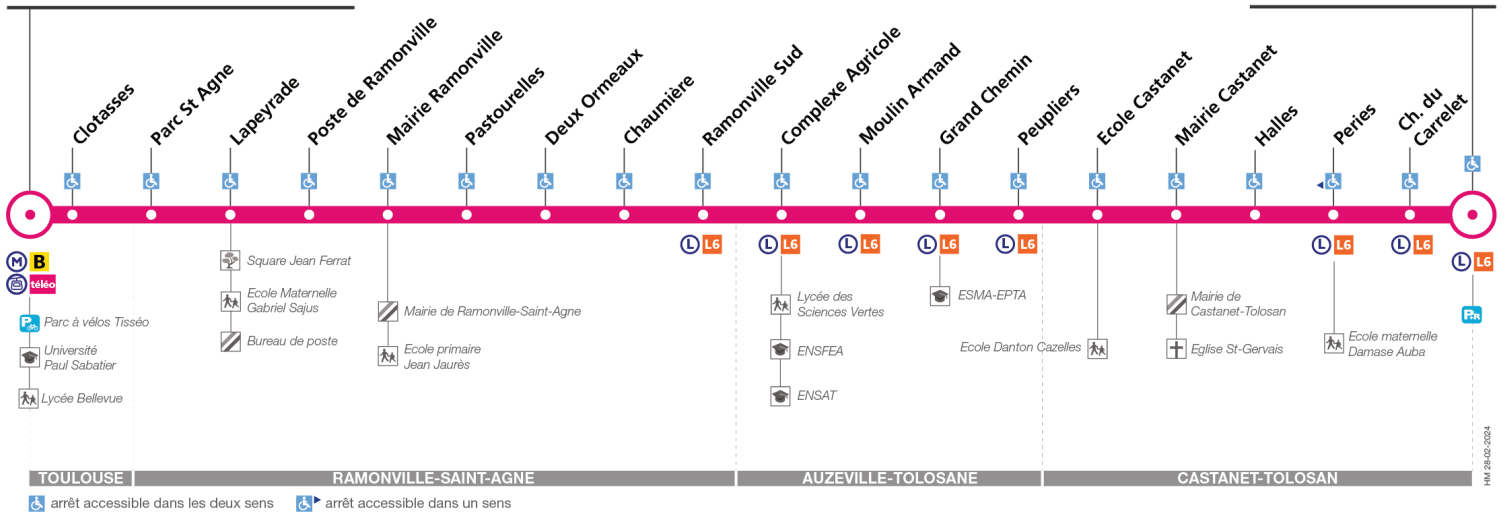 Clotasses
Parc St Agne
Lapeyrade
Poste de Ramonville
Mairie Ramonville
Pastourelles
Deux Ormeaux
Chaumière
Ramonville Sud
Complexe Agricole
Moulin Armand
Grand Chemin
Peupliers
Ecole Castanet
Mairie Castanet
Halles
Peries
Ch. du
Carrelet
M B
téléo
Parc à vélos Tisséo
Université
Paul Sabatier
Lycée Bellevue
Square Jean Ferrat
Ecole Maternelle
Gabriel Sajus
Bureau de poste
Mairie de Ramonville-Saint-Agne
Ecole primaire
Jean Jaurès
L L6
L L6
L L6
L L6
L L6
L L6
L L6
L L6
Lycée des
Sciences Vertes
ENSFEA
ENSAT
ESMA-EPTA
Ecole Danton Cazelles
Mairie de
Castanet-Tolosan
Eglise St-Gervais
Ecole maternelle
Damase Auba
P+R
TOULOUSE
RAMONVILLE-SAINT-AGNE
AUZEVILLE-TOLOSANE
CASTANET-TOLOSAN
HM 28-02-2024
arrêt accessible dans les deux sens
arrêt accessible dans un sens